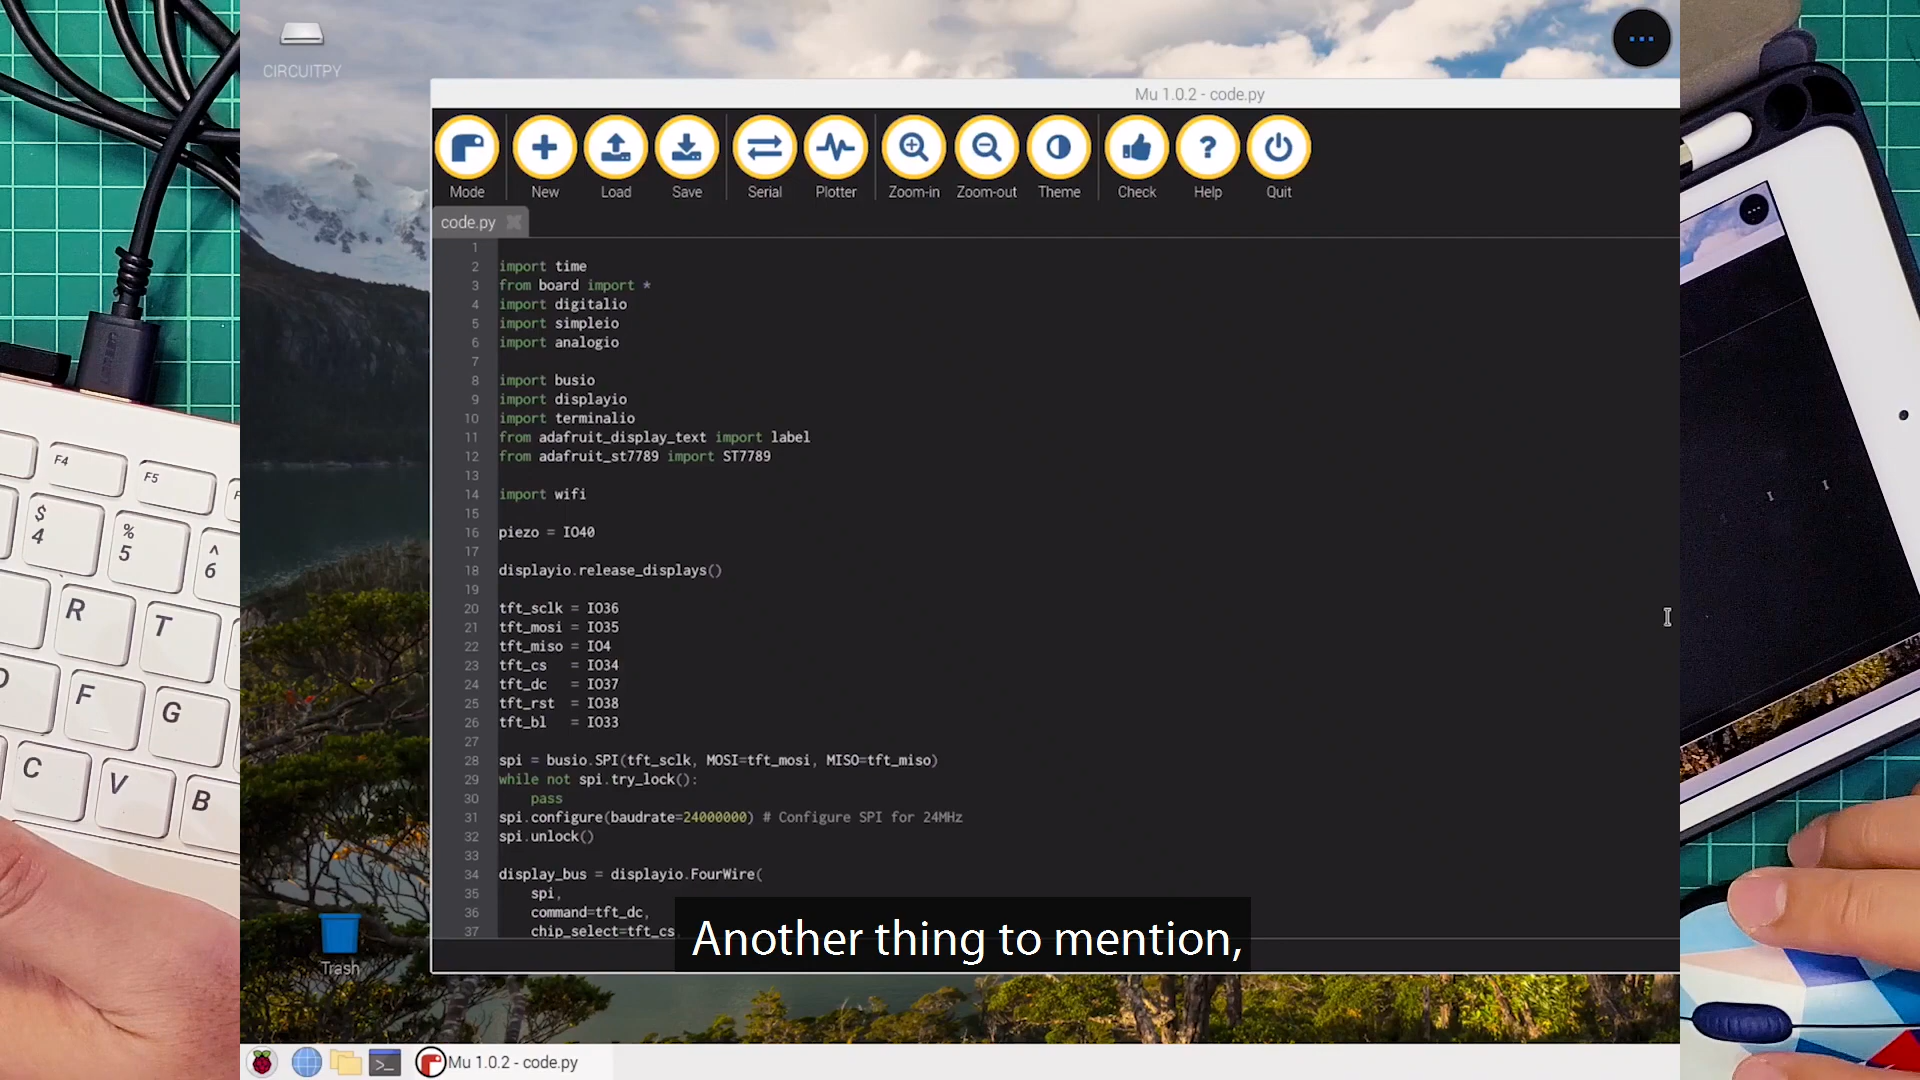 CIRCUITPY
Mu 1.0.2 - code.py
Mode New Load Save Serial Plotter Zoom-in Zoom-out Theme Check Help Quit
code.py
1
2 import time
3 from board import *
4 import digitalio
5 import simpleio
6 import analogio
7
8 import busio
9 import displayio
10 import terminalio
11 from adafruit_display_text import label
12 from adafruit_st7789 import ST7789
13
14 import wifi
15
16 piezo = IO40
17
18 displayio.release_displays()
19
20 tft_sclk = IO36
21 tft_mosi = IO35
22 tft_miso = IO4
23 tft_cs   = IO34
24 tft_dc   = IO37
25 tft_rst  = IO38
26 tft_bl   = IO33
27
28 spi = busio.SPI(tft_sclk, MOSI=tft_mosi, MISO=tft_miso)
29 while not spi.try_lock():
30     pass
31 spi.configure(baudrate=24000000) # Configure SPI for 24MHz
32 spi.unlock()
33
34 display_bus = displayio.FourWire(
35     spi,
36     command=tft_dc,
37     chip_select=tft_cs,
Another thing to mention,
Trash
Mu 1.0.2 - code.py
F4
F5
$
4
%
5
^
6
R
T
F
G
C
V
B